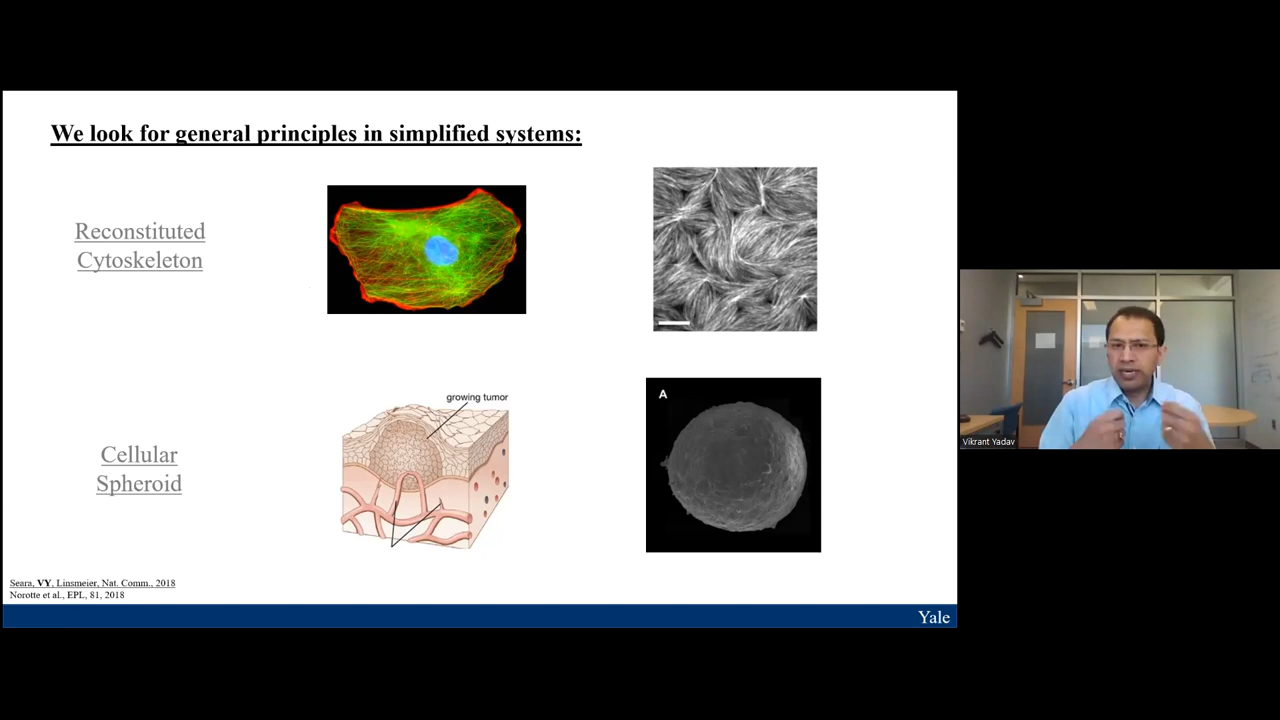 We look for general principles in simplified systems:
Reconstituted
Cytoskeleton
growing tumor
A
Cellular
Spheroid
Seara, VY, Linsmeier, Nat. Comm., 2018
Norotte et al., EPL, 81, 2018
Yale
Vikrant Yadav